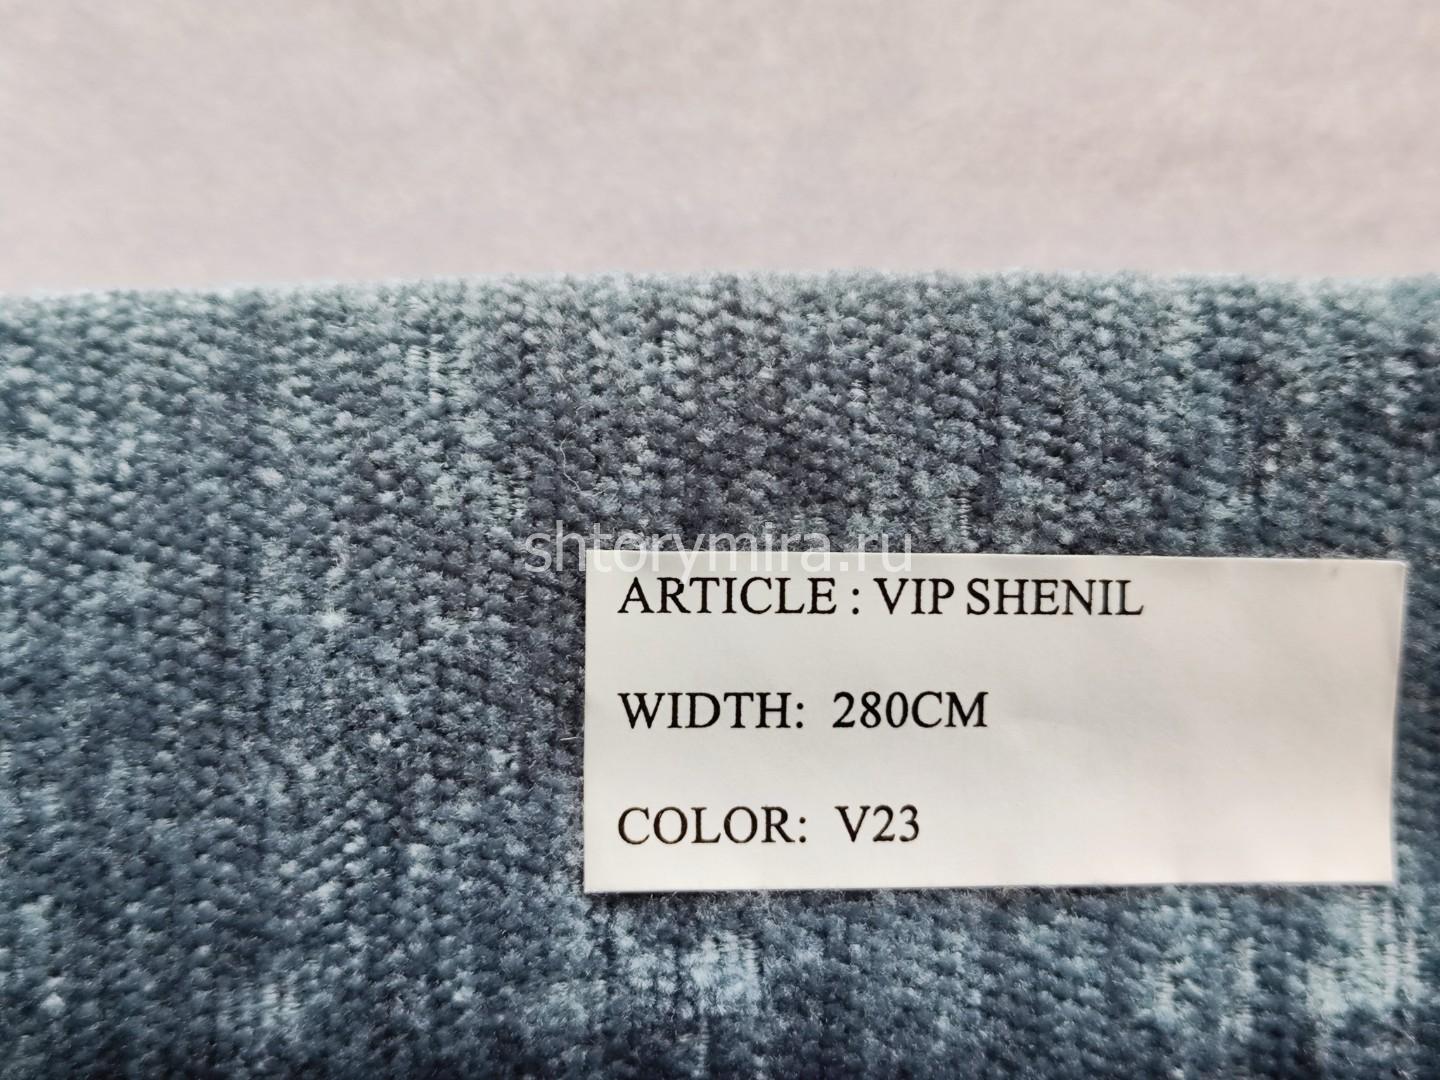 shtorymira.ru
ARTICLE : VIP SHENIL
WIDTH: 280CM
COLOR: V23